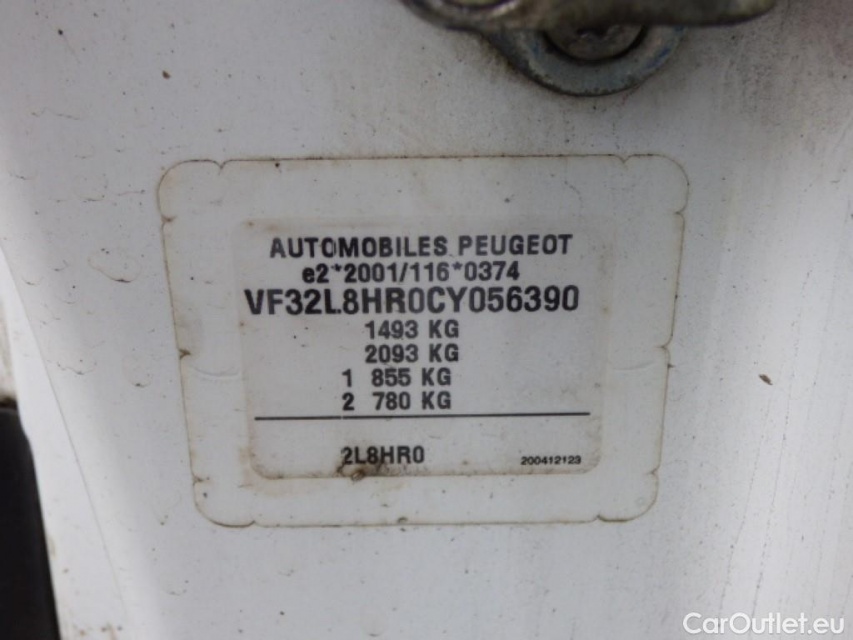 AUTOMOBILES PEUGEOT
e2*2001/116*0374
VF32L8HR0CY056390
1493 KG
2093 KG
1 855 KG
2 780 KG
2L8HR0
200412123
CarOutlet.eu